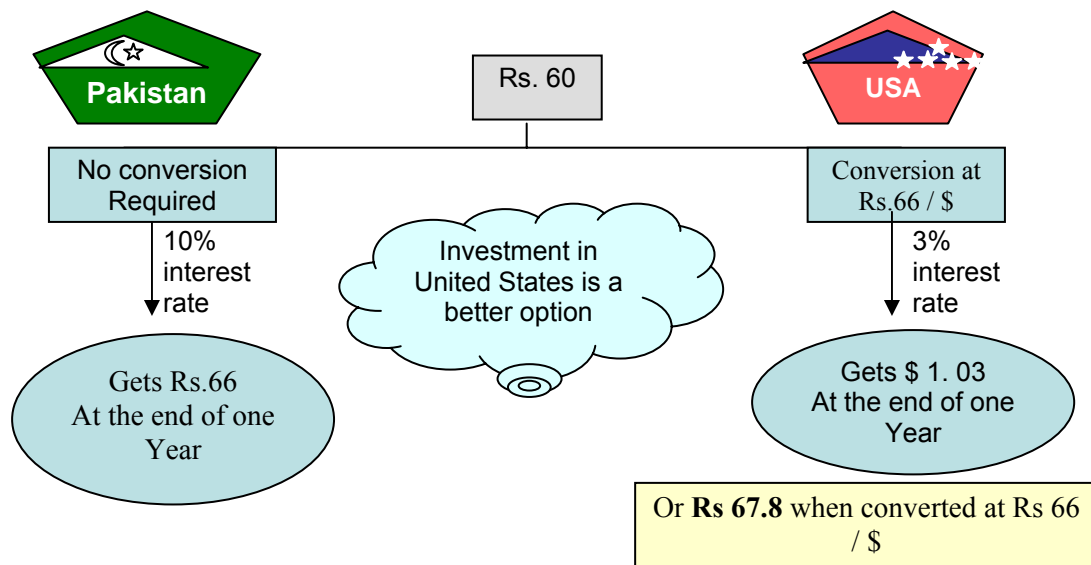 Pakistan
Rs. 60
USA
No conversion
Required
Conversion at
Rs.66 / $
10%
interest
rate
Investment in
United States is a
better option
3%
interest
rate
Gets Rs.66
At the end of one
Year
Gets $ 1. 03
At the end of one
Year
Or Rs 67.8 when converted at Rs 66
/ $